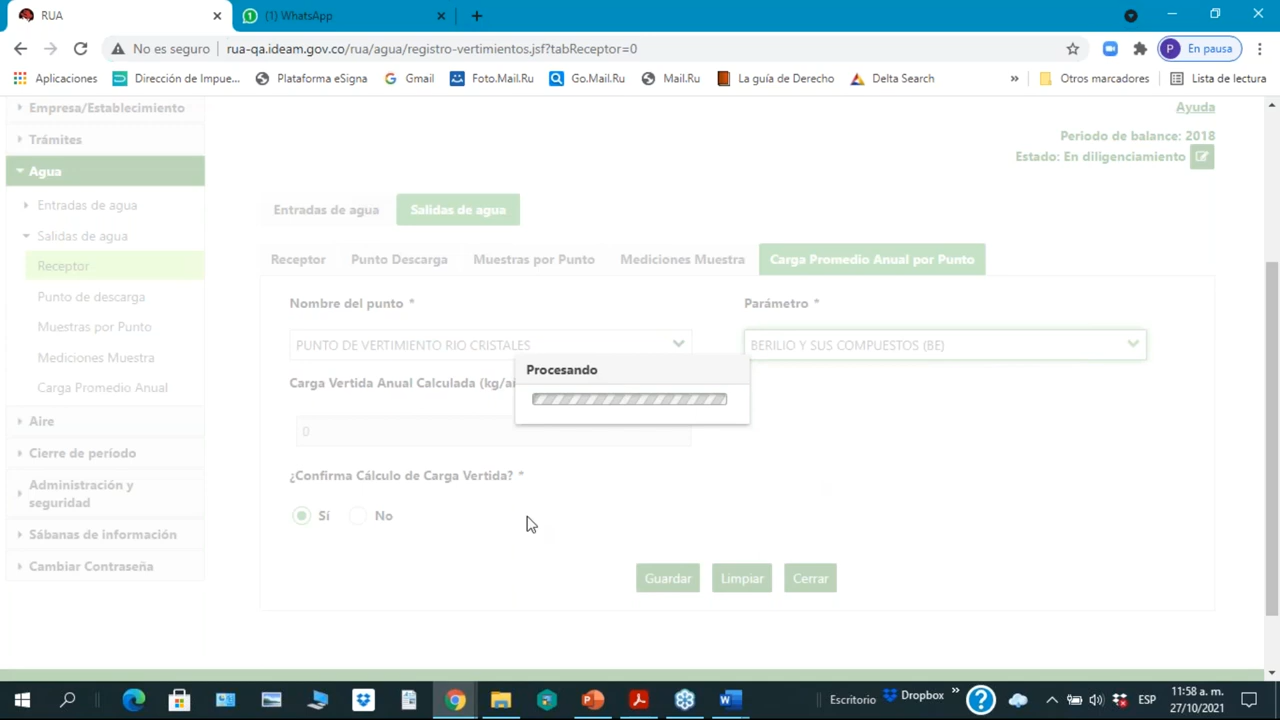 RUA
(1) WhatsApp
No es seguro
rua-qa.ideam.gov.co/rua/agua/registro-vertimientos.jsf?tabReceptor=0
P En pausa
Aplicaciones
Dirección de Impue...
Plataforma eSigna
Gmail
Foto.Mail.Ru
Go.Mail.Ru
Mail.Ru
La guía de Derecho
Delta Search
»
Otros marcadores
Lista de lectura
Empresa/Establecimiento
Trámites
Agua
Entradas de agua
Salidas de agua
Receptor
Punto de descarga
Muestras por Punto
Mediciones Muestra
Carga Promedio Anual
Aire
Cierre de período
Administración y
seguridad
Sábanas de información
Cambiar Contraseña
Ayuda
Periodo de balance: 2018
Estado: En diligenciamiento
Entradas de agua
Salidas de agua
Receptor
Punto Descarga
Muestras por Punto
Mediciones Muestra
Carga Promedio Anual por Punto
Nombre del punto *
Parámetro *
PUNTO DE VERTIMIENTO RIO CRISTALES
BERILIO Y SUS COMPUESTOS (BE)
Procesando
Carga Vertida Anual Calculada (kg/a
0
¿Confirma Cálculo de Carga Vertida? *
Sí
No
Guardar
Limpiar
Cerrar
Escritorio
Dropbox
»
ESP
11:58 a. m.
27/10/2021